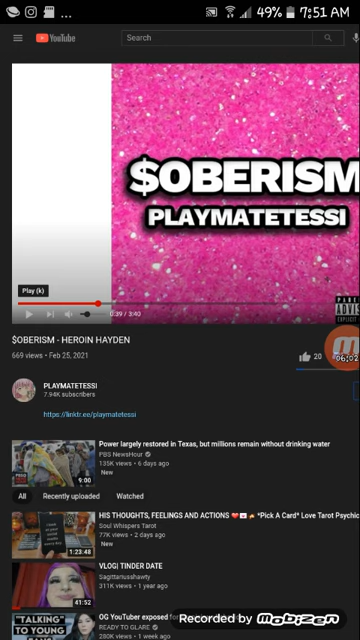 49% 7:51 AM
YouTube
Search
$OBERISM
PLAYMATETESSI
Play (k)
0:39 / 3:40
$OBERISM - HEROIN HAYDEN
669 views • Feb 25, 2021
20
06:02
PLAYMATETESSI
7.94K subscribers
https://linktr.ee/playmatetessi
Power largely restored in Texas, but millions remain without drinking water
PBS NewsHour
135K views • 6 days ago
New
9:00
All Recently uploaded Watched
HIS THOUGHTS, FEELINGS AND ACTIONS *Pick A Card* Love Tarot Psychic
Soul Whispers Tarot
77K views • 2 days ago
New
1:23:48
VLOG| TINDER DATE
Sagittariusshawty
311K views • 1 year ago
41:52
OG YouTuber exposed for
READY TO GLARE
280K views • 1 week ago
"TALKING"
TO YOUNG
Recorded by Mobizen